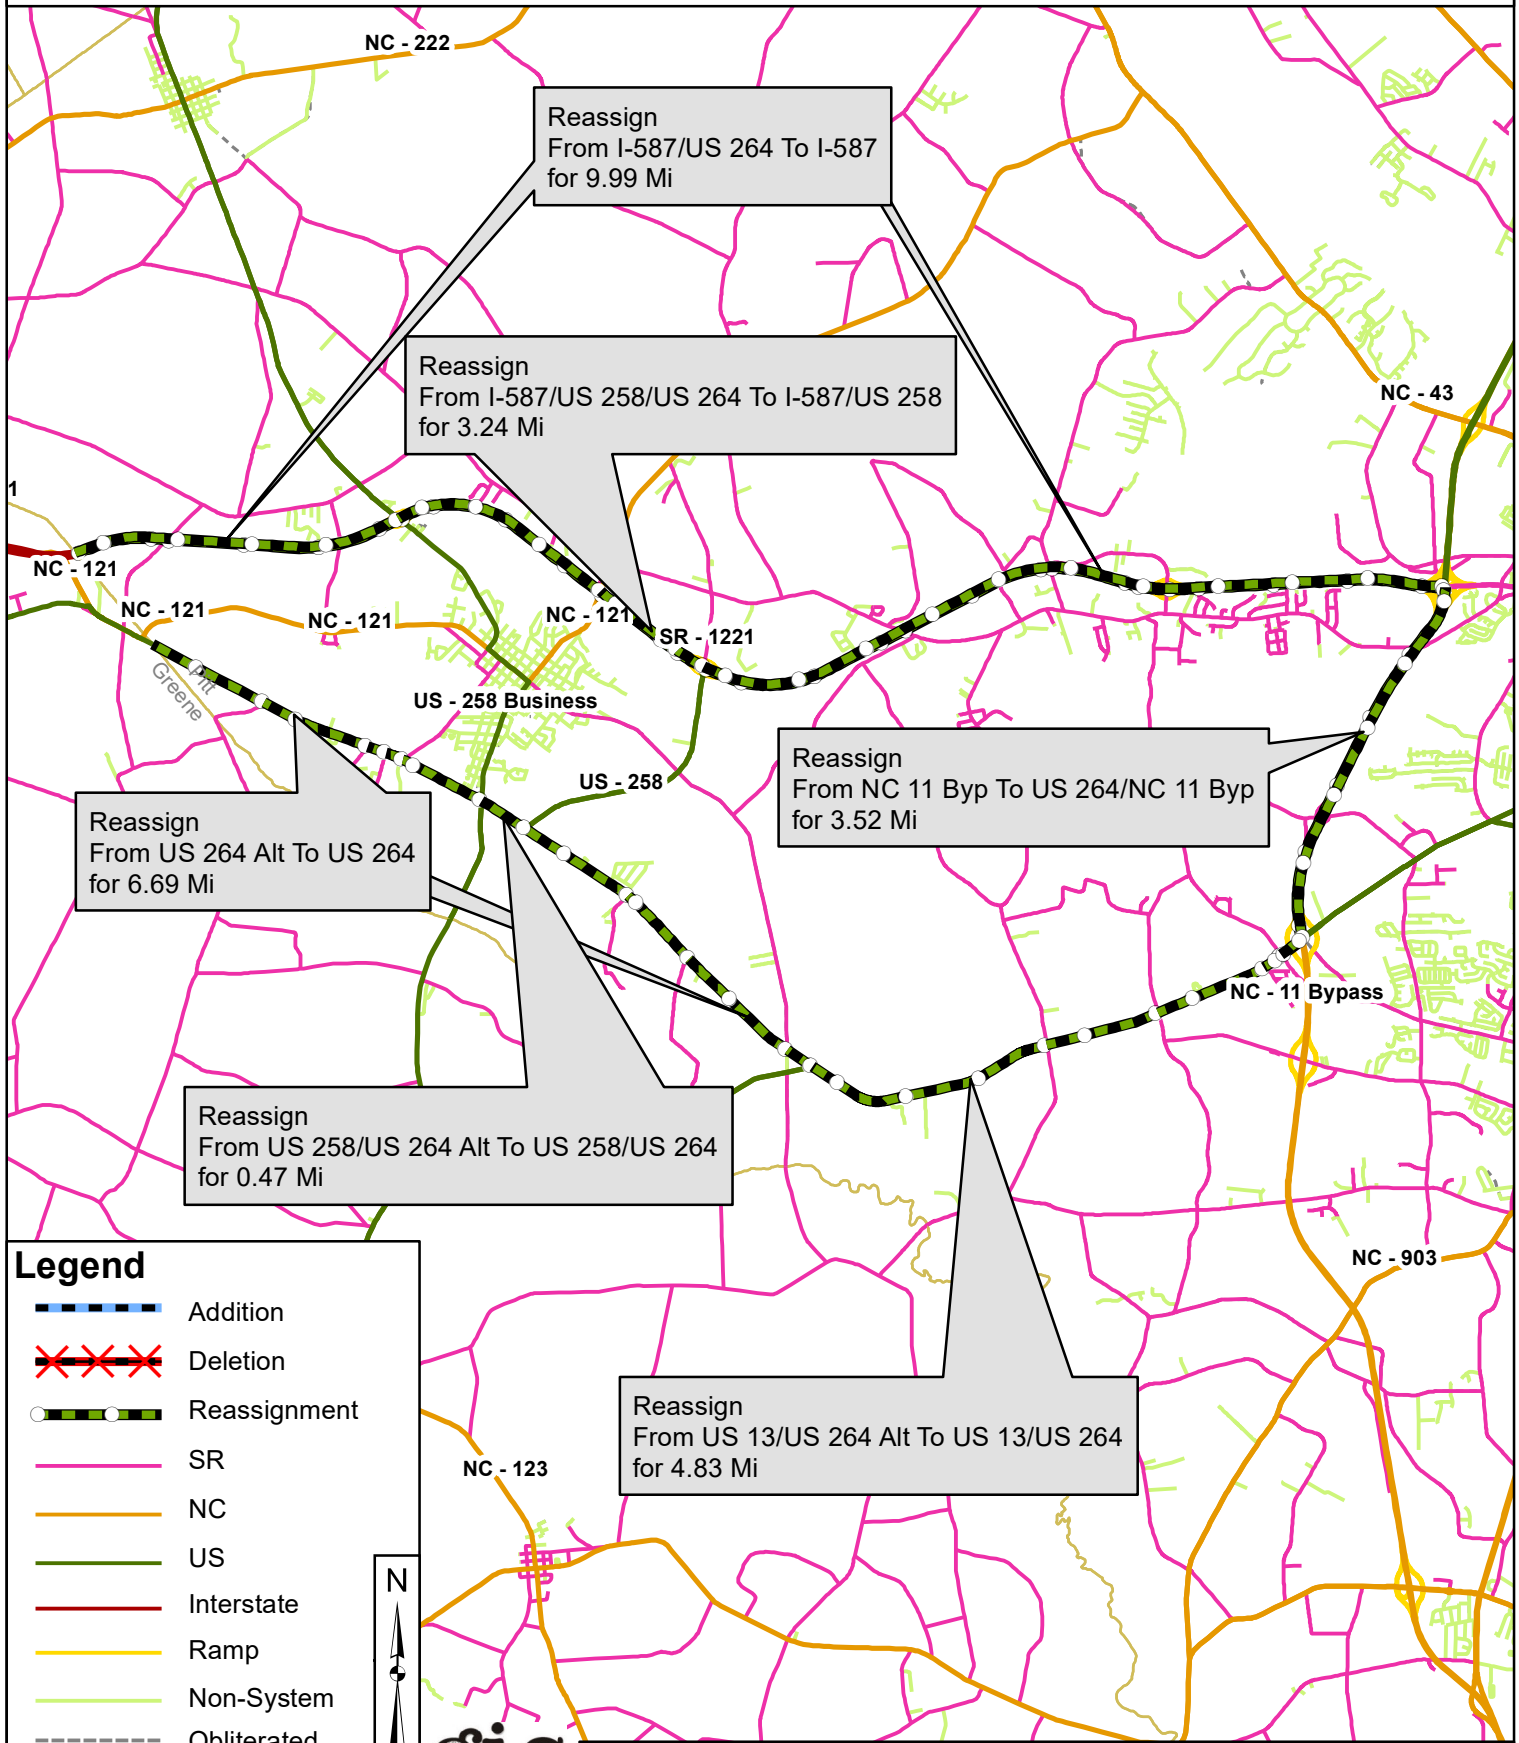 NC - 222
Reassign
From I-587/US 264 To I-587
for 9.99 Mi
Reassign
From I-587/US 258/US 264 To I-587/US 258
for 3.24 Mi
NC - 43
1
NC - 121
NC - 121
NC - 121
NC - 121
SR - 1221
Pitt
Greene
US - 258 Business
US - 258
Reassign
From NC 11 Byp To US 264/NC 11 Byp
for 3.52 Mi
Reassign
From US 264 Alt To US 264
for 6.69 Mi
NC - 11 Bypass
Reassign
From US 258/US 264 Alt To US 258/US 264
for 0.47 Mi
NC - 903
Legend
Addition
Deletion
Reassignment
SR
NC
US
Interstate
Ramp
Non-System
Obliterated
N
Reassign
From US 13/US 264 Alt To US 13/US 264
for 4.83 Mi
NC - 123